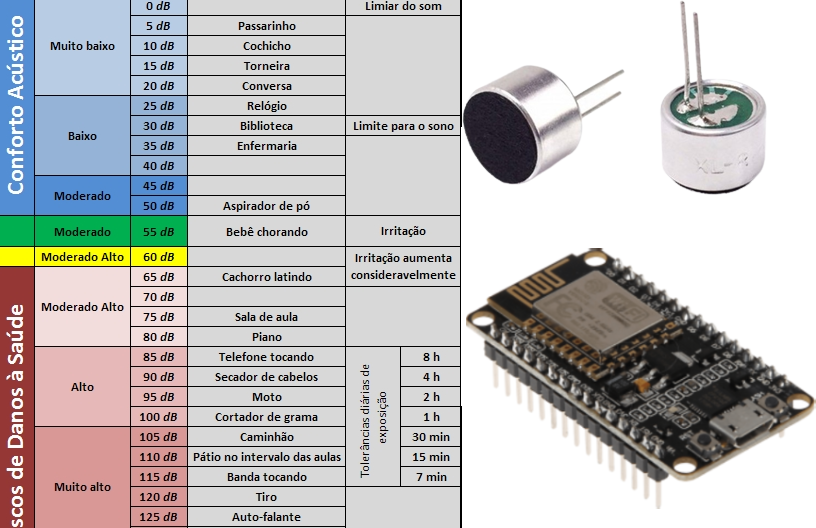 Conforto Acústico
scos de Danos à Saúde
0 dB Limiar do som
Muito baixo
5 dB Passarinho
10 dB Cochicho
15 dB Torneira
20 dB Conversa
Baixo
25 dB Relógio
30 dB Biblioteca Limite para o sono
35 dB Enfermaria
40 dB
Moderado
45 dB
50 dB Aspirador de pó
Moderado 55 dB Bebê chorando Irritação
Moderado Alto 60 dB
Irritação aumenta
consideravelmente
Moderado Alto
65 dB Cachorro latindo
70 dB
75 dB Sala de aula
80 dB Piano
Alto
Tolerâncias diárias de
exposição
85 dB Telefone tocando 8 h
90 dB Secador de cabelos 4 h
95 dB Moto 2 h
100 dB Cortador de grama 1 h
Muito alto
105 dB Caminhão 30 min
110 dB Pátio no intervalo das aulas 15 min
115 dB Banda tocando 7 min
120 dB Tiro
125 dB Auto-falante